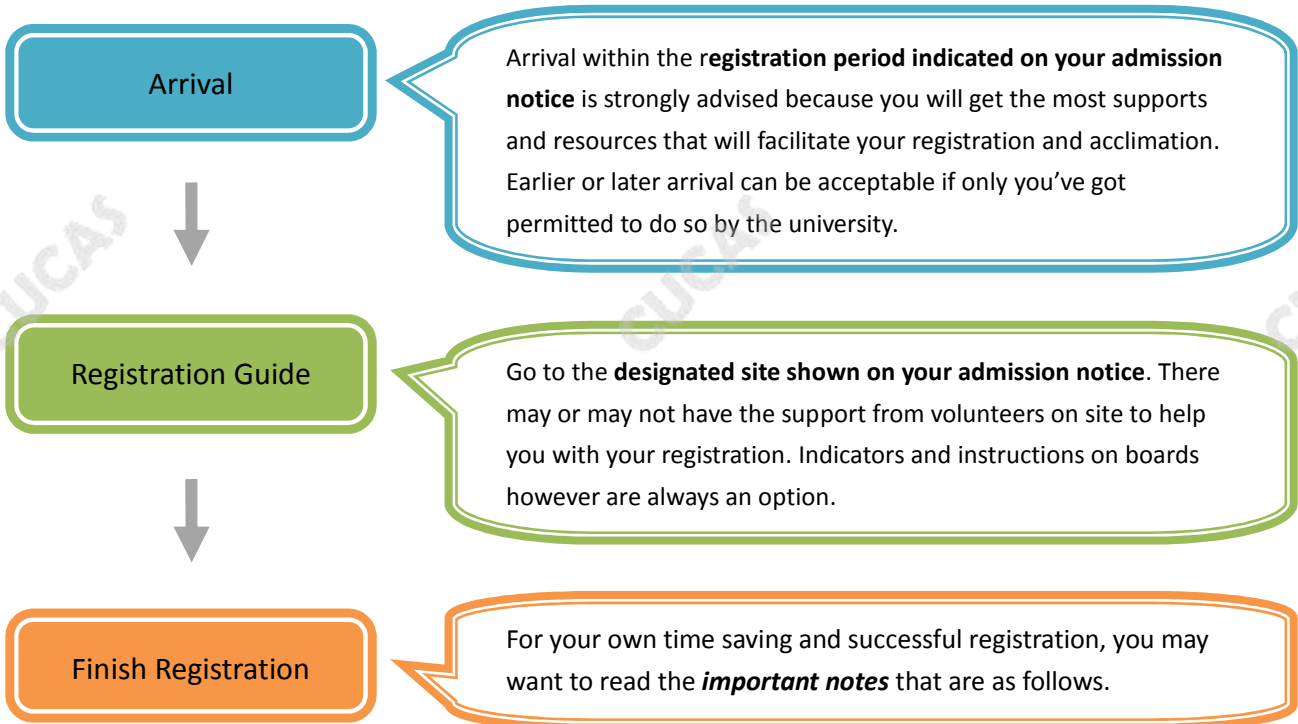 Arrival
Arrival within the registration period indicated on your admission
notice is strongly advised because you will get the most supports
and resources that will facilitate your registration and acclimation.
Earlier or later arrival can be acceptable if only you’ve got
permitted to do so by the university.
CUCAS
CUCAS
Registration Guide
Go to the designated site shown on your admission notice. There
may or may not have the support from volunteers on site to help
you with your registration. Indicators and instructions on boards
however are always an option.
Finish Registration
For your own time saving and successful registration, you may
want to read the important notes that are as follows.